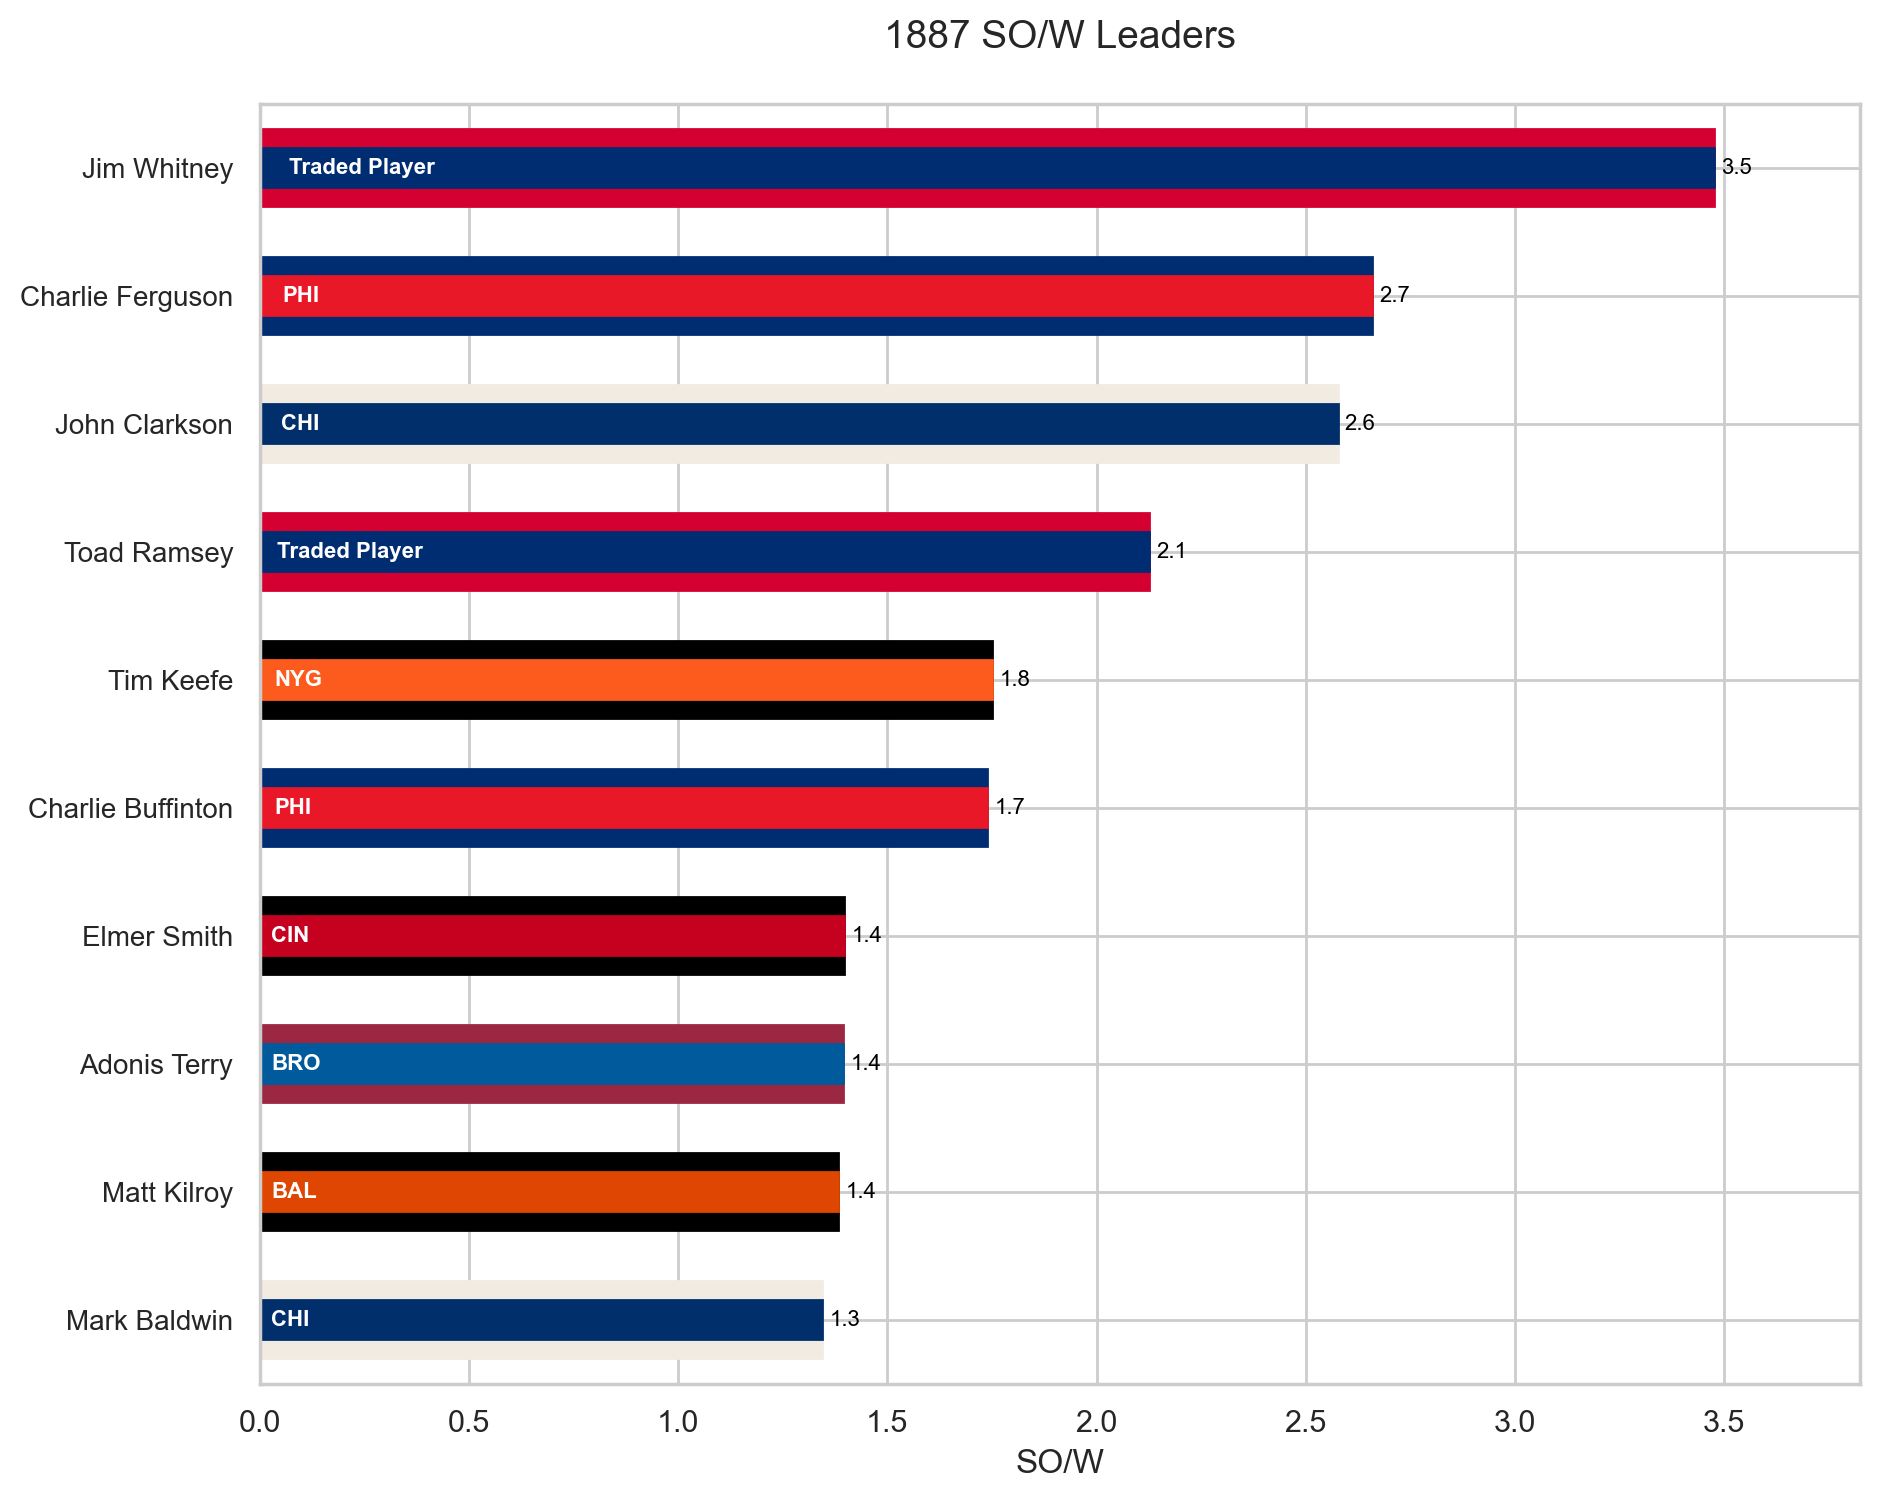 1887 SO/W Leaders
Jim Whitney Traded Player 3.5
Charlie Ferguson PHI 2.7
John Clarkson CHI 2.6
Toad Ramsey Traded Player 2.1
Tim Keefe NYG 1.8
Charlie Buffinton PHI 1.7
Elmer Smith CIN 1.4
Adonis Terry BRO 1.4
Matt Kilroy BAL 1.4
Mark Baldwin CHI 1.3
0.0 0.5 1.0 1.5 2.0 2.5 3.0 3.5
SO/W